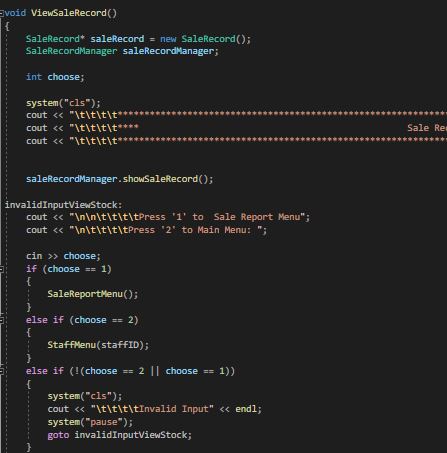 void ViewSaleRecord()
{
SaleRecord* saleRecord = new SaleRecord();
SaleRecordManager saleRecordManager;
int choose;
system("cls");
cout << "\t\t\t\t*************************************************************
cout << "\t\t\t\t**** Sale
cout << "\t\t\t\t*************************************************************
saleRecordManager.showSaleRecord();
invalidInputViewStock:
cout << "\n\n\t\t\t\tPress '1' to  Sale Report Menu";
cout << "\n\t\t\t\tPress '2' to Main Menu: ";
cin >> choose;
if (choose == 1)
{
SaleReportMenu();
}
else if (choose == 2)
{
StaffMenu(staffID);
}
else if (!(choose == 2 || choose == 1))
{
system("cls");
cout << "\t\t\t\tInvalid Input" << endl;
system("pause");
goto invalidInputViewStock;
}